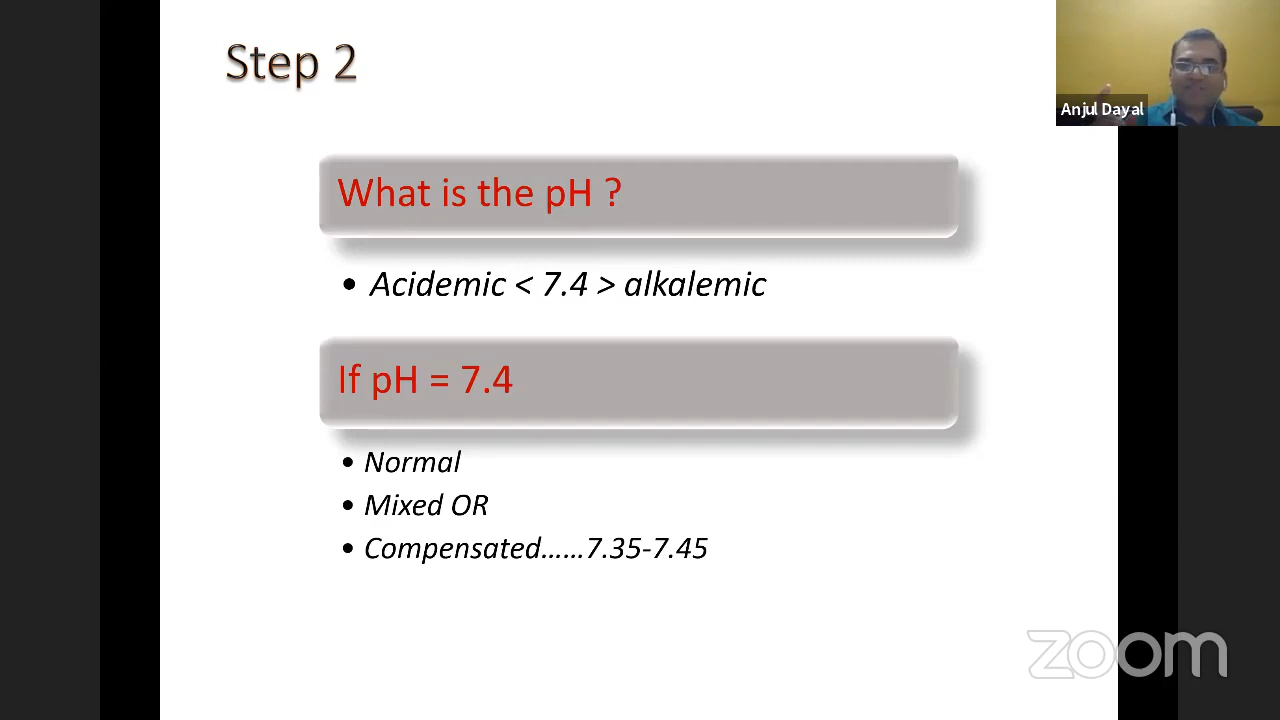 Step 2
Anjul Dayal
What is the pH ?
• Acidemic < 7.4 > alkalemic
If pH = 7.4
• Normal
• Mixed OR
• Compensated......7.35-7.45
zoom